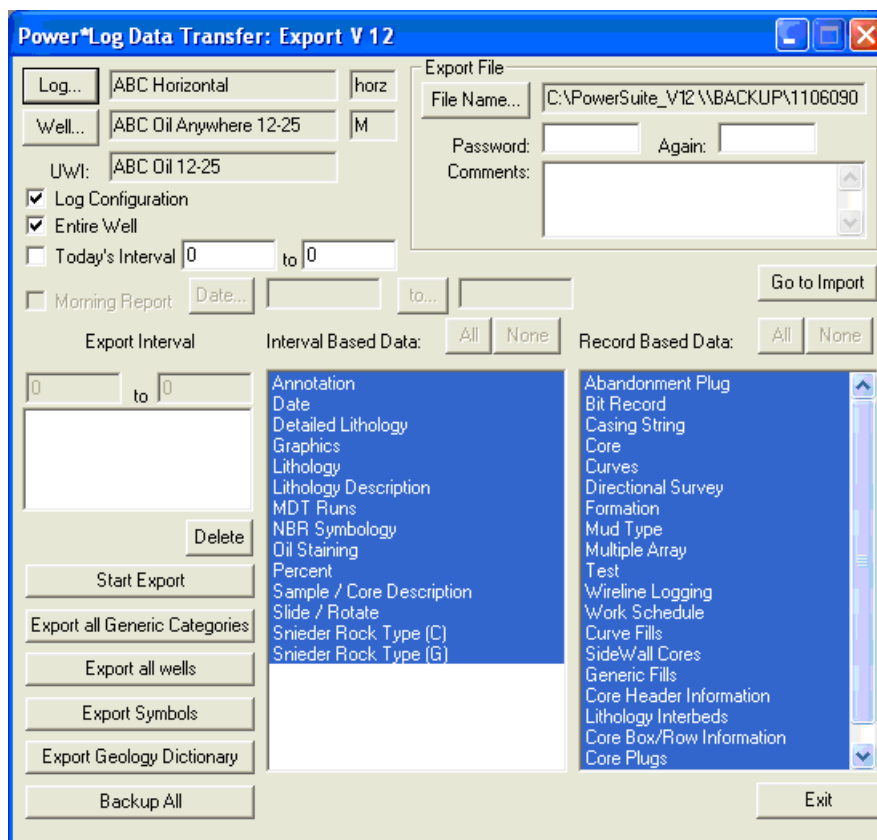 Power*Log Data Transfer: Export V 12
Log... ABC Horizontal horz
Well... ABC Oil Anywhere 12-25 M
UWI: ABC Oil 12-25
Export File
File Name... C:\PowerSuite_V12\\BACKUP\1106090
Password: Again:
Comments:
Log Configuration
Entire Well
Today's Interval 0 to 0
Morning Report Date... to...
Go to Import
Export Interval
0 to 0
Delete
Start Export
Export all Generic Categories
Export all wells
Export Symbols
Export Geology Dictionary
Backup All
Interval Based Data: All None
Annotation
Date
Detailed Lithology
Graphics
Lithology
Lithology Description
MDT Runs
NBR Symbology
Oil Staining
Percent
Sample / Core Description
Slide / Rotate
Snieder Rock Type (C)
Snieder Rock Type (G)
Record Based Data: All None
Abandonment Plug
Bit Record
Casing String
Core
Curves
Directional Survey
Formation
Mud Type
Multiple Array
Test
Wireline Logging
Work Schedule
Curve Fills
SideWall Cores
Generic Fills
Core Header Information
Lithology Interbeds
Core Box/Row Information
Core Plugs
Exit